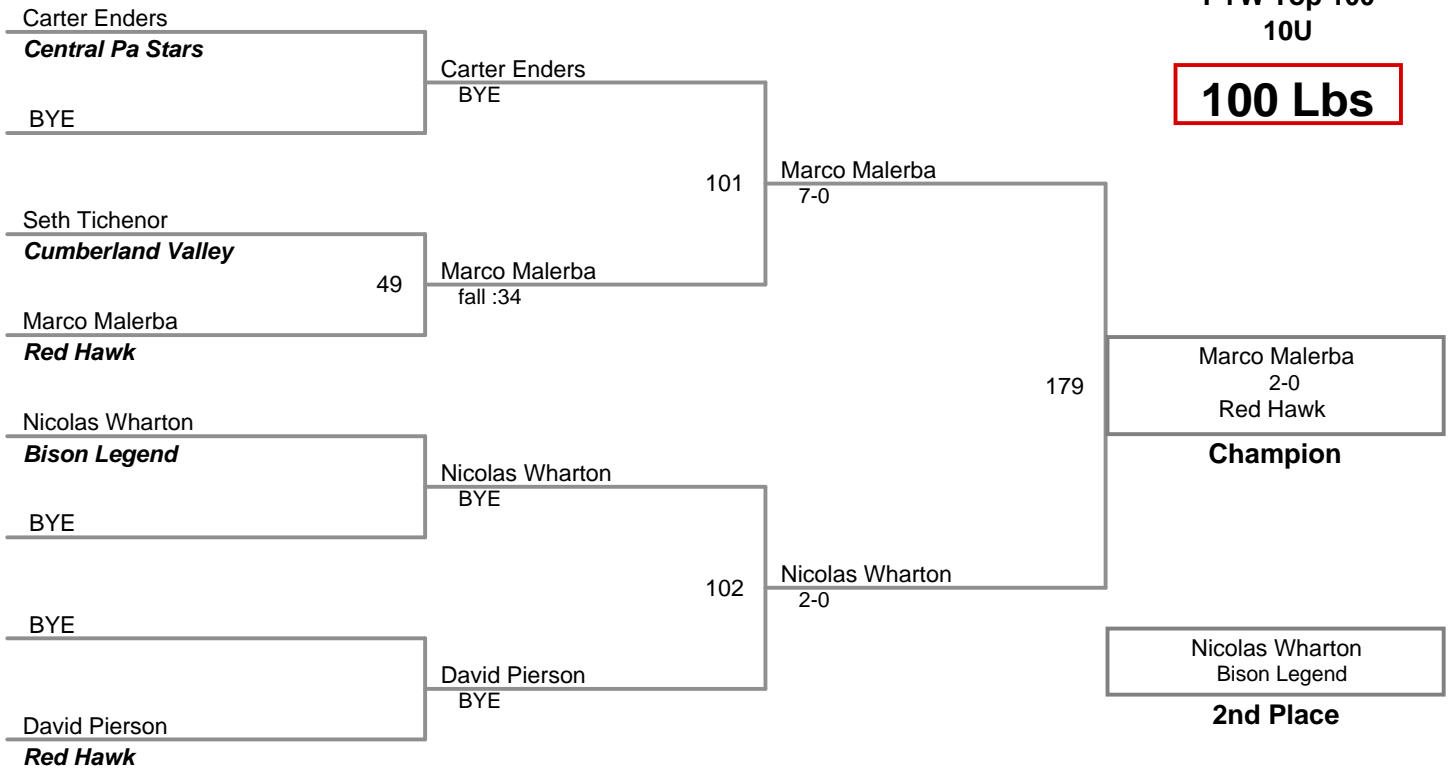 10U
100 Lbs
Carter Enders
Central Pa Stars
BYE
Seth Tichenor
Cumberland Valley
49
Marco Malerba
Red Hawk
Nicolas Wharton
Bison Legend
BYE
BYE
David Pierson
Red Hawk
Carter Enders
BYE
101
Marco Malerba
fall :34
Nicolas Wharton
BYE
102
David Pierson
BYE
Marco Malerba
7-0
179
Nicolas Wharton
2-0
Marco Malerba
2-0
Red Hawk
Champion
Nicolas Wharton
Bison Legend
2nd Place